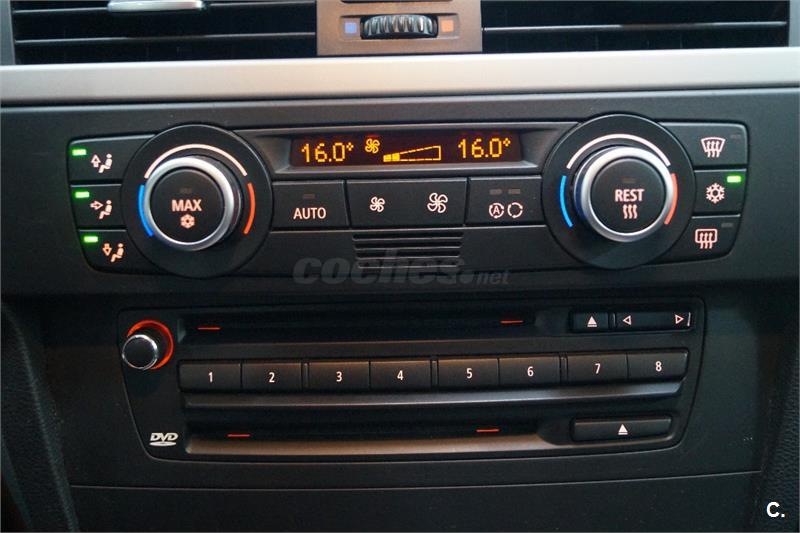 16.0° 16.0°
MAX
AUTO
A
REST
coches.net
1 2 3 4 5 6 7 8
DVD
C.